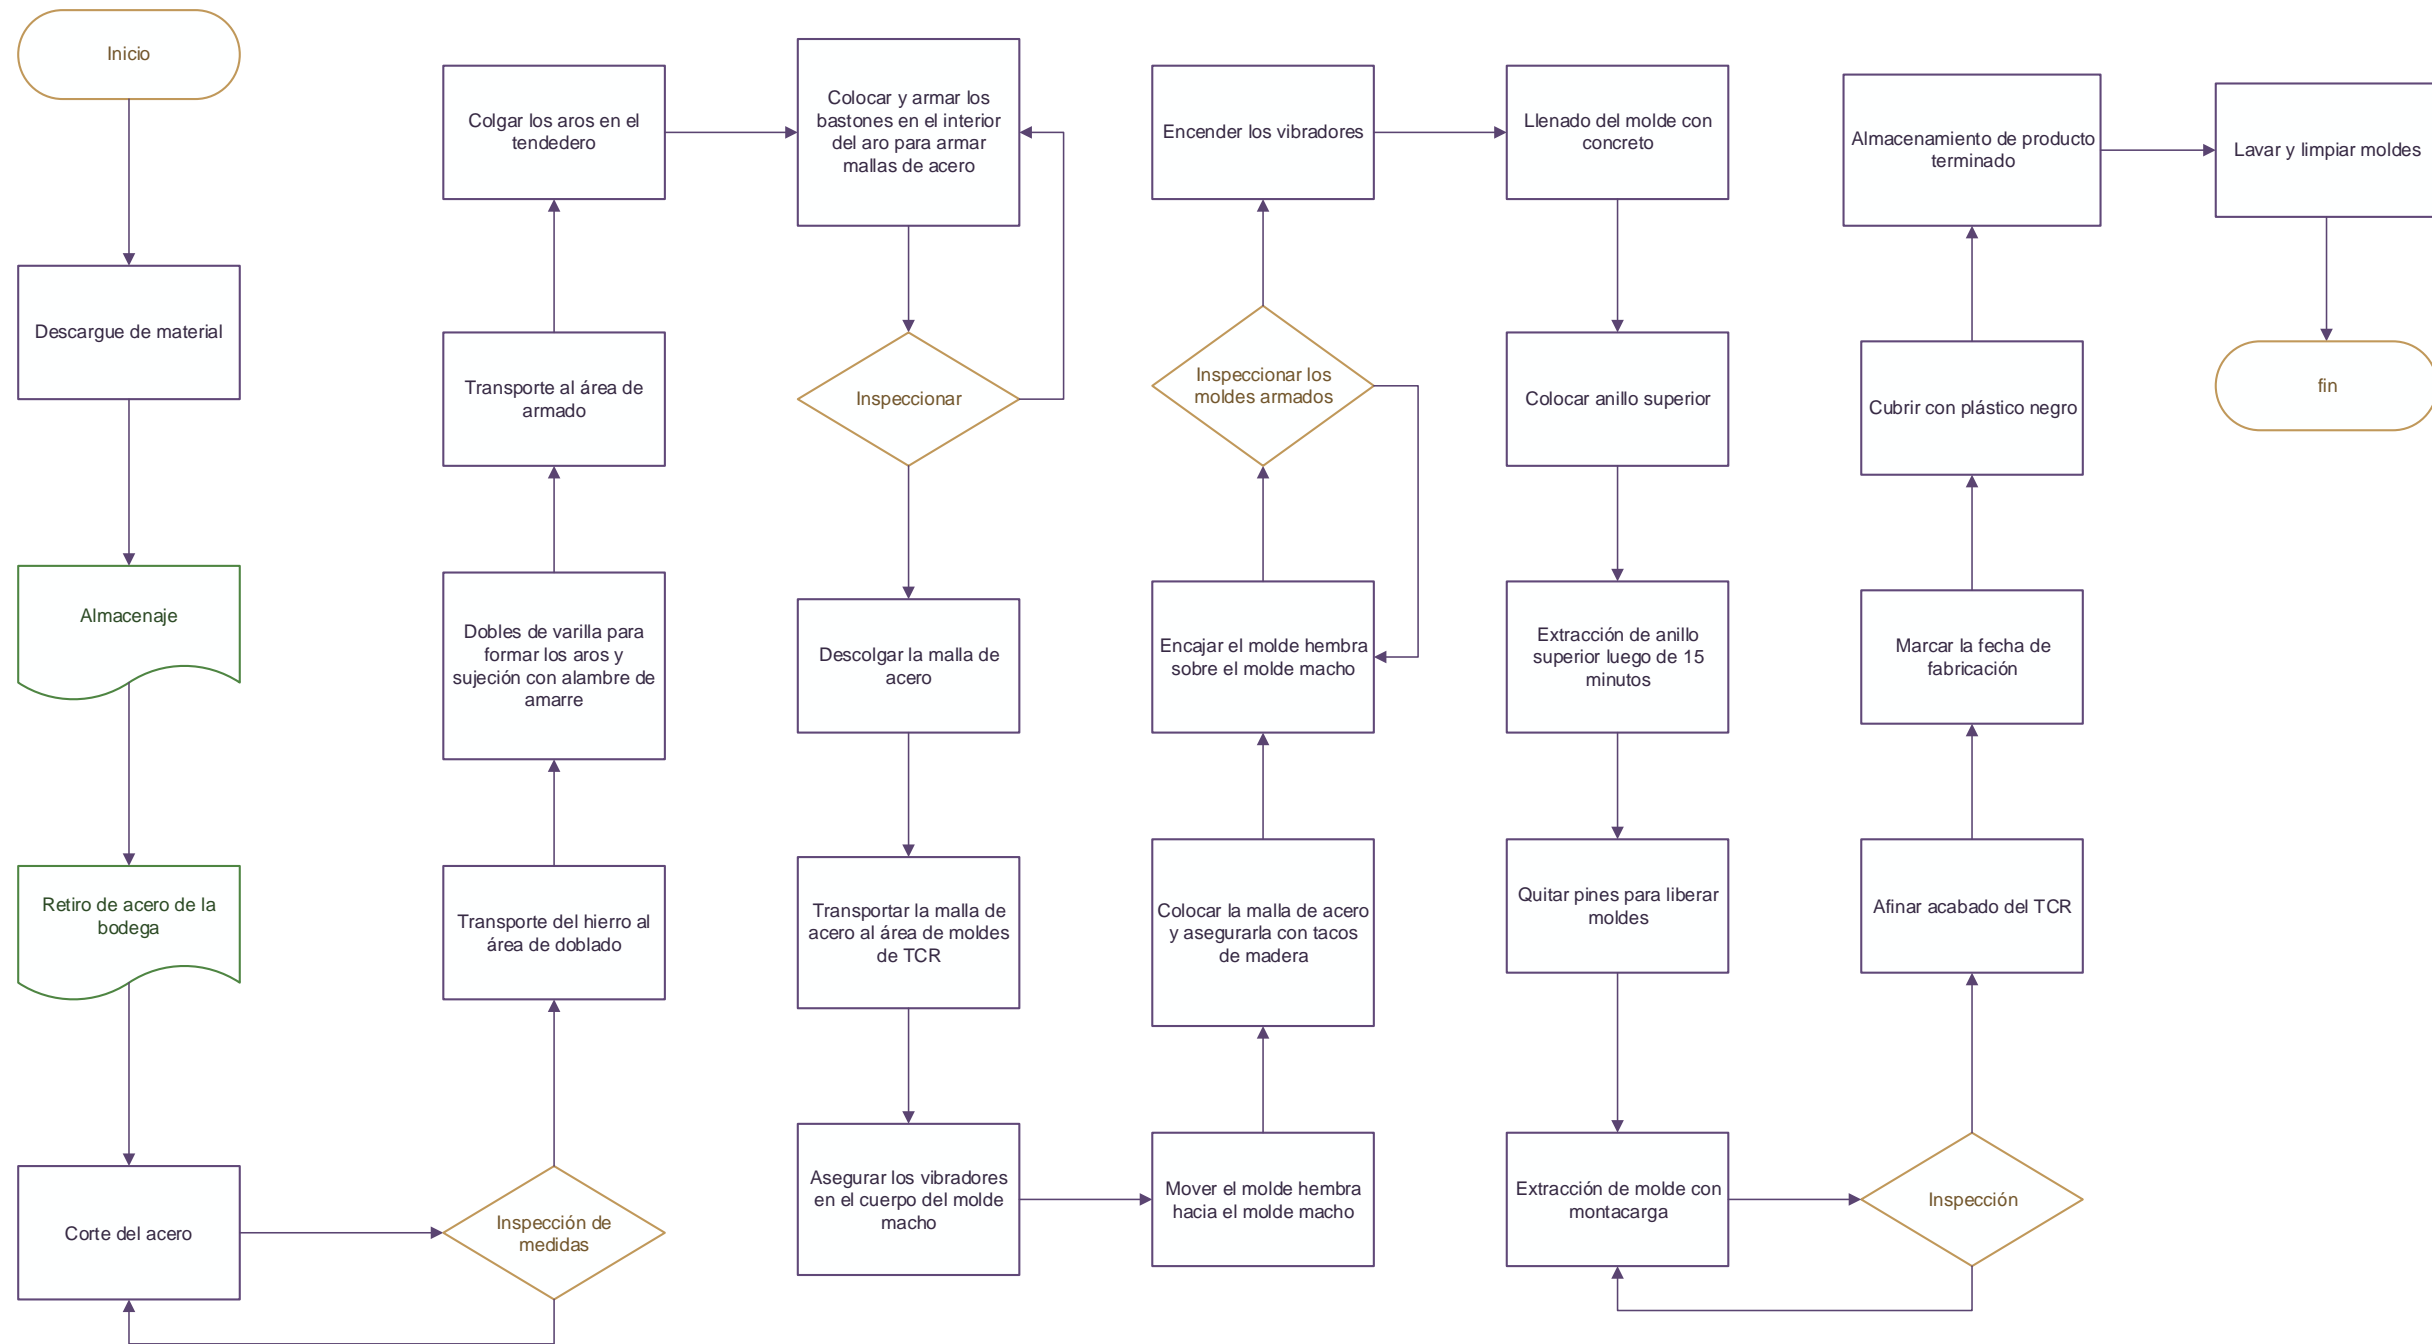 Inicio
Descargue de material
Almacenaje
Retiro de acero de la
bodega
Corte del acero
Inspección de
medidas
Transporte del hierro al
área de doblado
Dobles de varilla para
formar los aros y
sujeción con alambre de
amarre
Transporte al área de
armado
Colgar los aros en el
tendedero
Colocar y armar los
bastones en el interior
del aro para armar
mallas de acero
Inspeccionar
Descolgar la malla de
acero
Transportar la malla de
acero al área de moldes
de TCR
Asegurar los vibradores
en el cuerpo del molde
macho
Mover el molde hembra
hacia el molde macho
Colocar la malla de acero
y asegurarla con tacos
de madera
Encajar el molde hembra
sobre el molde macho
Inspeccionar los
moldes armados
Encender los vibradores
Llenado del molde con
concreto
Colocar anillo superior
Extracción de anillo
superior luego de 15
minutos
Quitar pines para liberar
moldes
Extracción de molde con
montacarga
Inspección
Afinar acabado del TCR
Marcar la fecha de
fabricación
Cubrir con plástico negro
Almacenamiento de producto
terminado
Lavar y limpiar moldes
fin